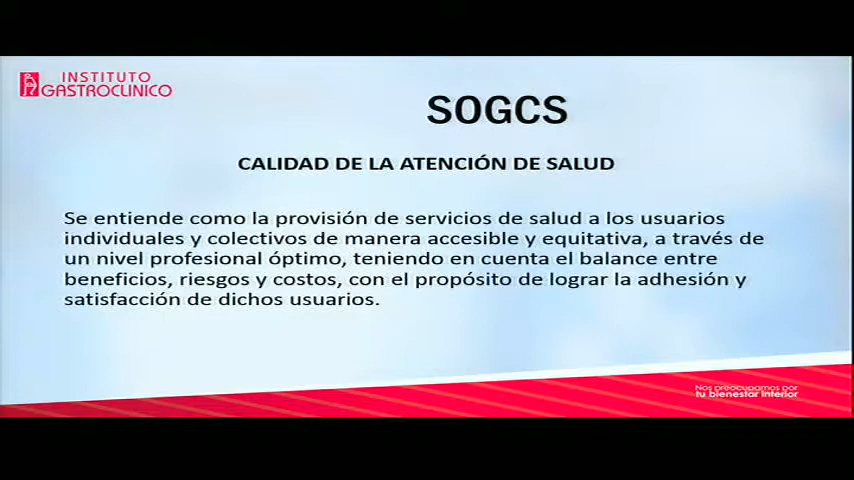 INSTITUTO
GASTROCLINICO
SOGCS
CALIDAD DE LA ATENCIÓN DE SALUD
Se entiende como la provisión de servicios de salud a los usuarios
individuales y colectivos de manera accesible y equitativa, a través de
un nivel profesional óptimo, teniendo en cuenta el balance entre
beneficios, riesgos y costos, con el propósito de lograr la adhesión y
satisfacción de dichos usuarios.
Nos preocupamos por
tu bienestar interior